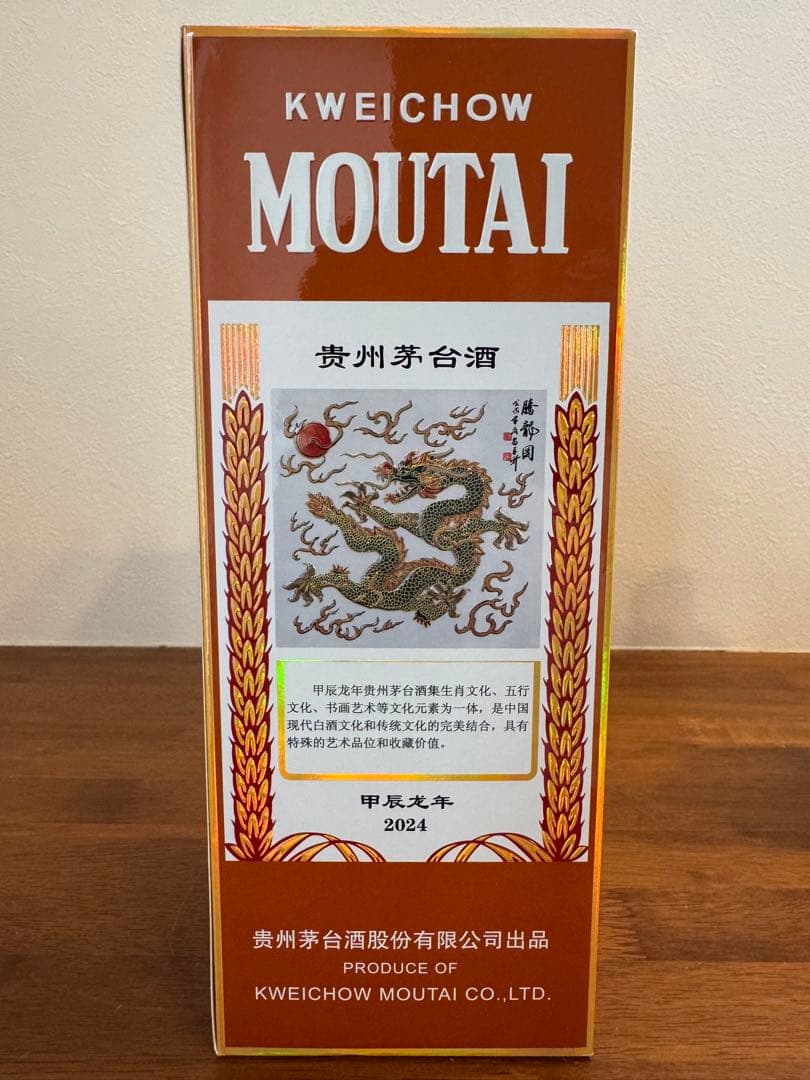 KWEICHOW
MOUTAI
贵州茅台酒
腾龙图
甲辰龙年贵州茅台酒集生肖文化、五行
文化、书画艺术等文化元素为一体，是中国
现代白酒文化和传统文化的完美结合，具有
特殊的艺术品位和收藏价值。
甲辰龙年
2024
贵州茅台酒股份有限公司出品
PRODUCE OF
KWEICHOW MOUTAI CO.,LTD.